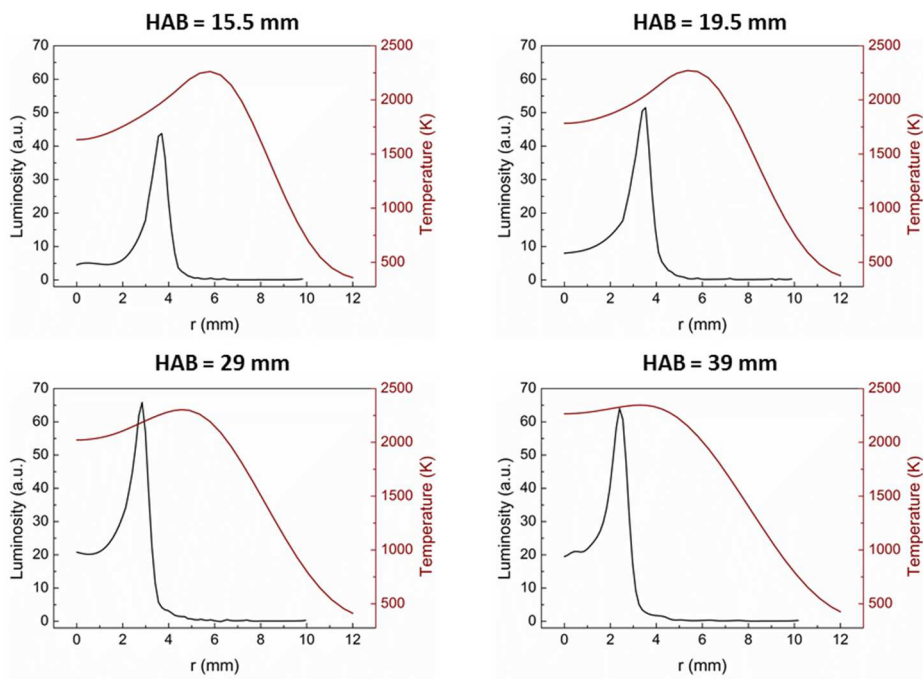 HAB = 15.5 mm
70
60
50
40
30
20
10
0
Luminosity (a.u.)
2500
2000
1500
1000
500
Temperature (K)
0 2 4 6 8 10 12
r (mm)
HAB = 19.5 mm
70
60
50
40
30
20
10
0
Luminosity (a.u.)
2500
2000
1500
1000
500
Temperature (K)
0 2 4 6 8 10 12
r (mm)
HAB = 29 mm
70
60
50
40
30
20
10
0
Luminosity (a.u.)
2500
2000
1500
1000
500
Temperature (K)
0 2 4 6 8 10 12
r (mm)
HAB = 39 mm
70
60
50
40
30
20
10
0
Luminosity (a.u.)
2500
2000
1500
1000
500
Temperature (K)
0 2 4 6 8 10 12
r (mm)